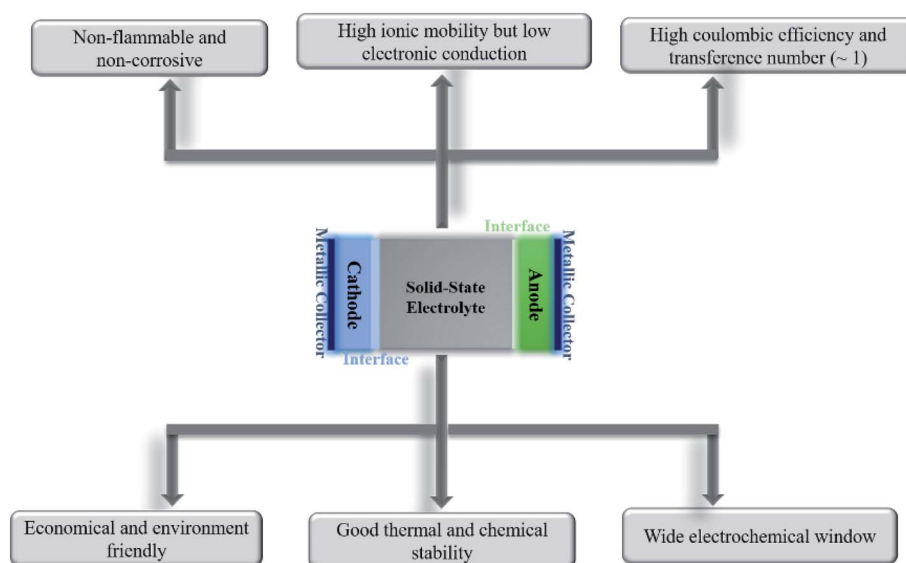 Non-flammable and
non-corrosive
High ionic mobility but low
electronic conduction
High coulombic efficiency and
transference number (~ 1)
Interface
Metallic Collector
Cathode
Solid-State
Electrolyte
Anode
Metallic Collector
Interface
Economical and environment
friendly
Good thermal and chemical
stability
Wide electrochemical window